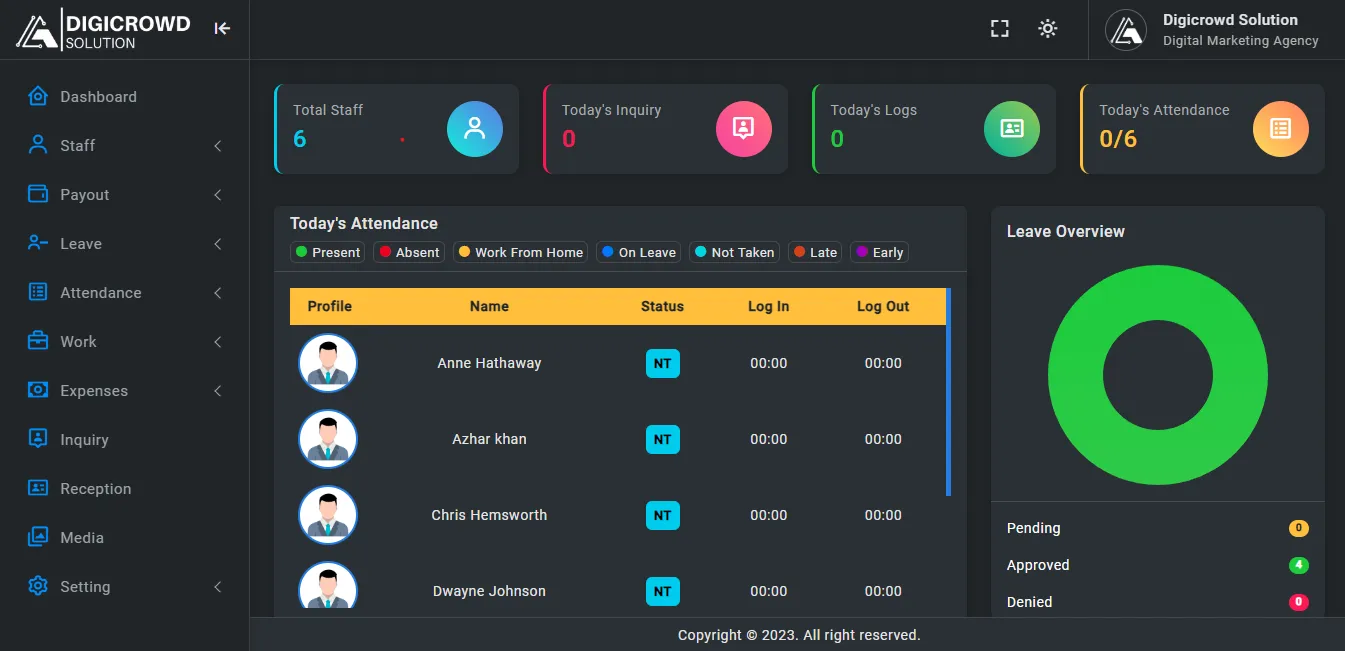 DIGICROWD
SOLUTION
Digicrowd Solution
Digital Marketing Agency
Dashboard
Staff
Payout
Leave
Attendance
Work
Expenses
Inquiry
Reception
Media
Setting
Total Staff
6
Today's Inquiry
0
Today's Logs
0
Today's Attendance
0/6
Today's Attendance
Present Absent Work From Home On Leave Not Taken Late Early
Profile Name Status Log In Log Out
Anne Hathaway NT 00:00 00:00
Azhar khan NT 00:00 00:00
Chris Hemsworth NT 00:00 00:00
Dwayne Johnson NT 00:00 00:00
Leave Overview
Pending 0
Approved 4
Denied 0
Copyright © 2023. All right reserved.